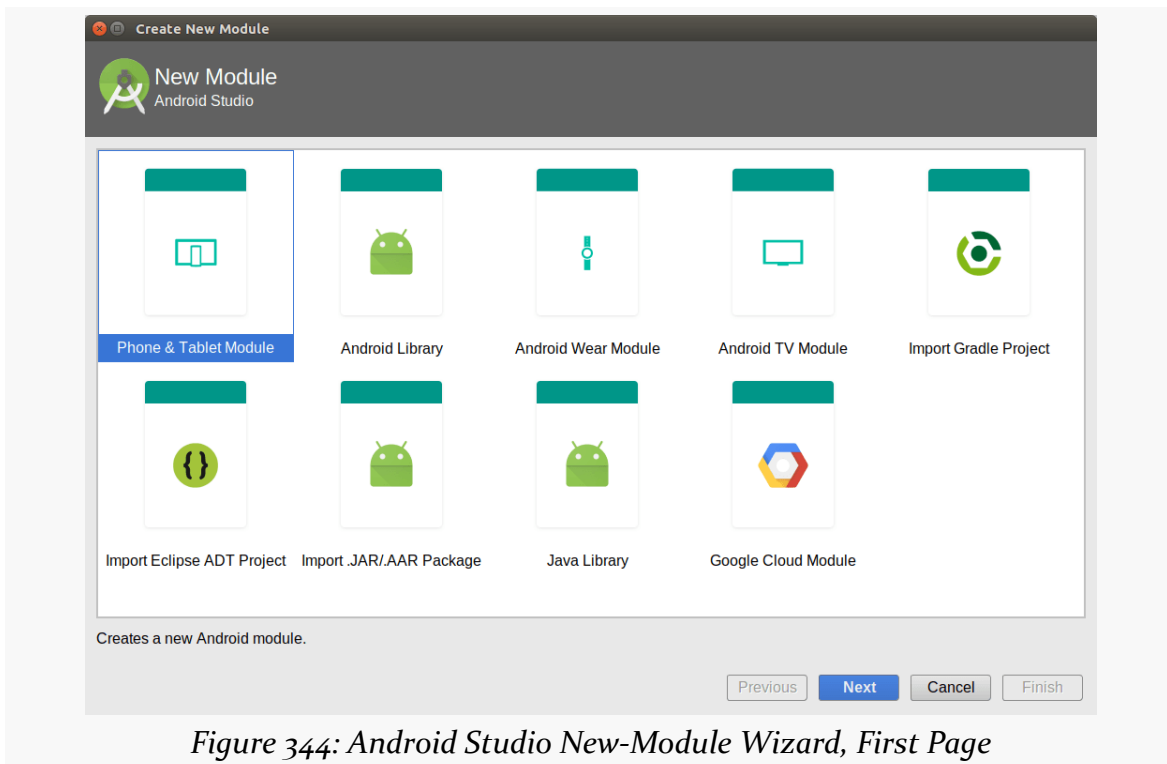 Create New Module
New Module
Android Studio
Phone & Tablet Module
Android Library
Android Wear Module
Android TV Module
Import Gradle Project
{}
Import Eclipse ADT Project
Import .JAR/.AAR Package
Java Library
Google Cloud Module
Creates a new Android module.
Previous
Next
Cancel
Finish
Figure 344: Android Studio New-Module Wizard, First Page